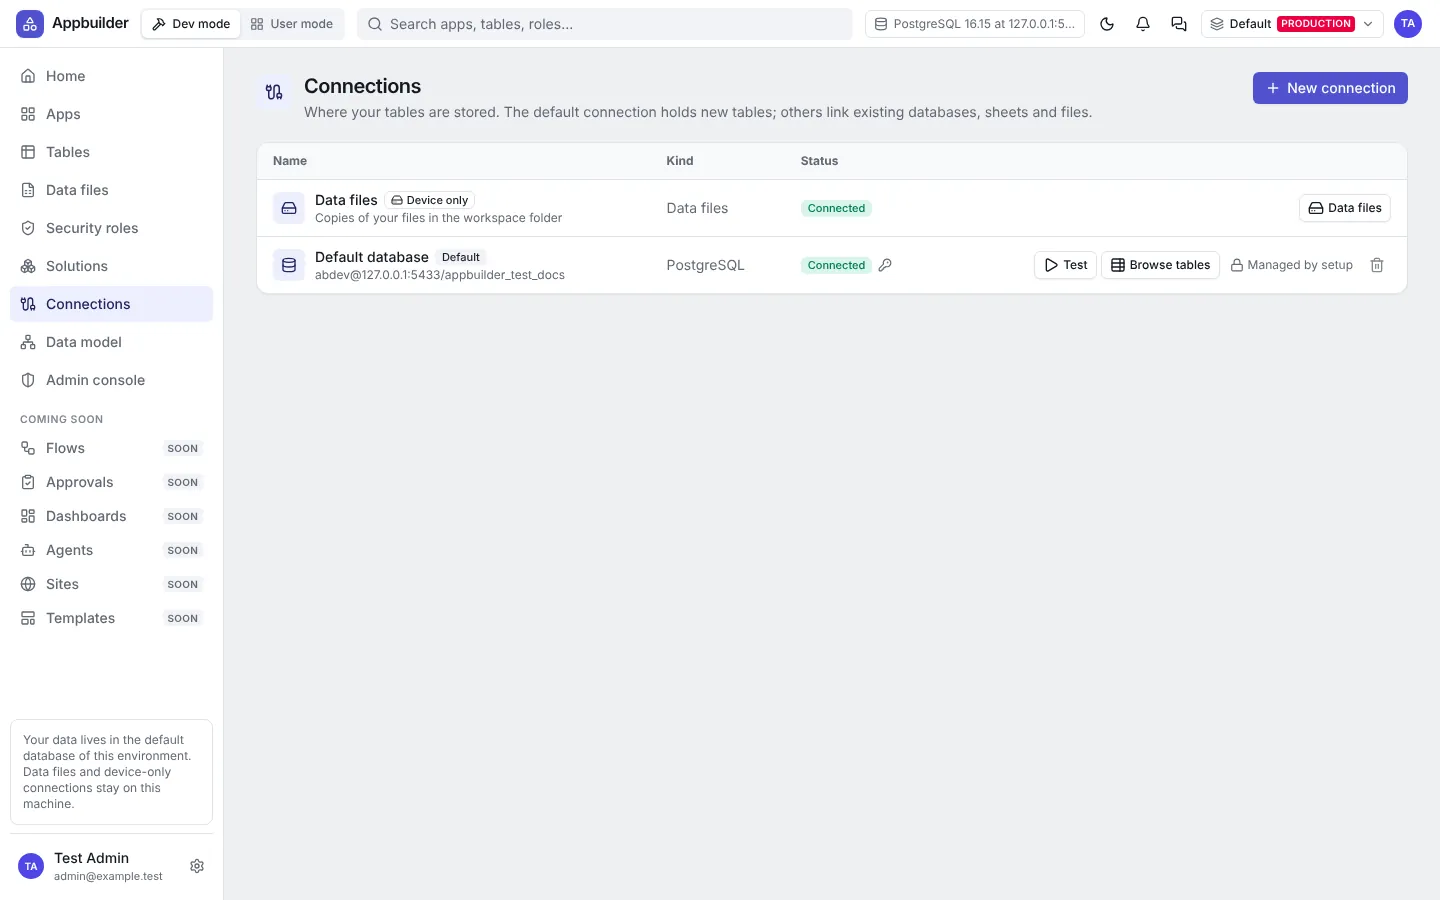 Appbuilder
Dev mode
User mode
Search apps, tables, roles...
PostgreSQL 16.15 at 127.0.0.1:5...
Default PRODUCTION
TA
Home
Apps
Tables
Data files
Security roles
Solutions
Connections
Data model
Admin console
COMING SOON
Flows SOON
Approvals SOON
Dashboards SOON
Agents SOON
Sites SOON
Templates SOON
Your data lives in the default
database of this environment.
Data files and device-only
connections stay on this
machine.
TA
Test Admin
admin@example.test
Connections
Where your tables are stored. The default connection holds new tables; others link existing databases, sheets and files.
New connection
Name Kind Status
Data files Device only
Copies of your files in the workspace folder
Data files
Connected
Data files
Default database Default
abdev@127.0.0.1:5433/appbuilder_test_docs
PostgreSQL
Connected
Test
Browse tables
Managed by setup